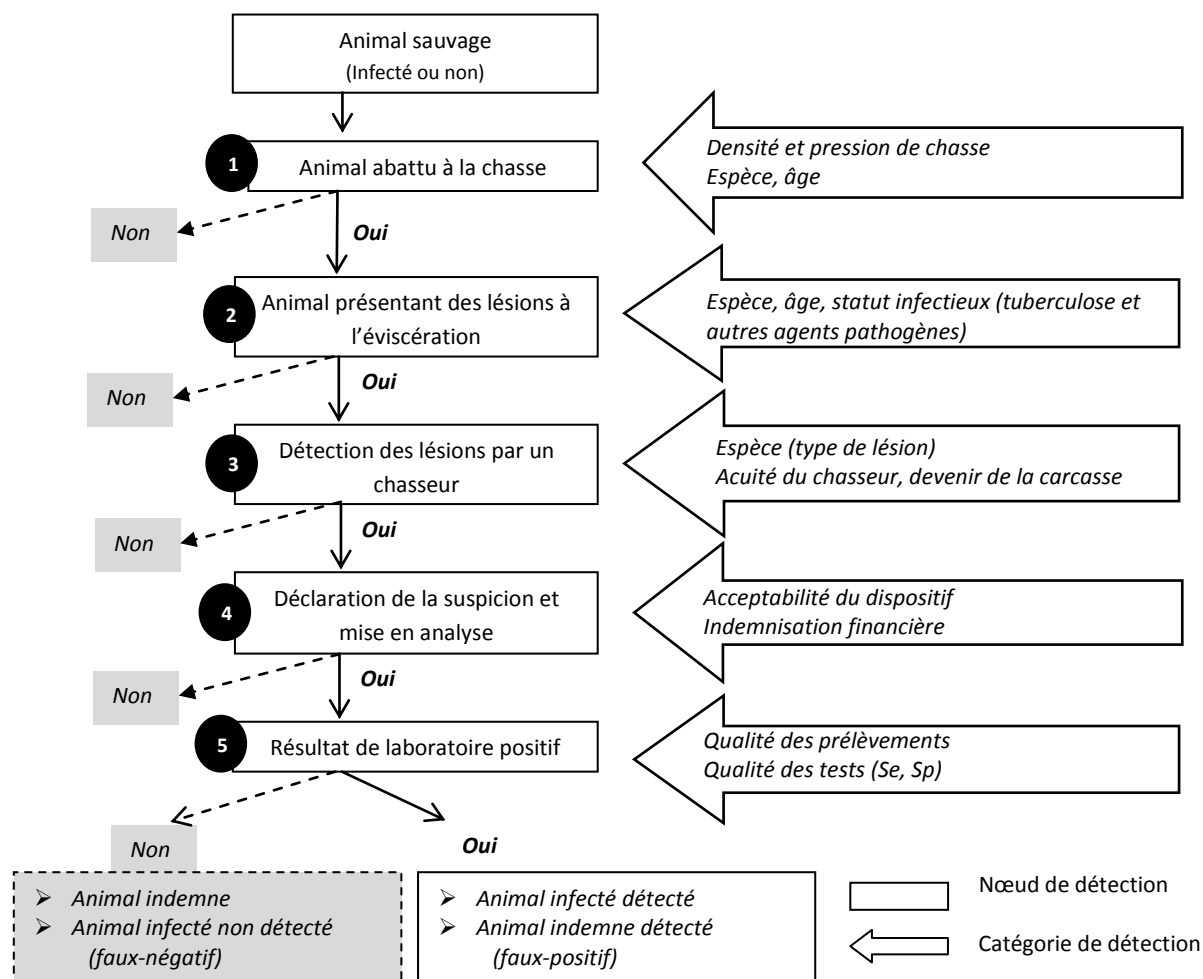 Animal sauvage
(Infecté ou non)
1
Animal abattu à la chasse
Densité et pression de chasse
Espèce, âge
Non
Oui
2
Animal présentant des lésions à
l'éviscération
Espèce, âge, statut infectieux (tuberculose et
autres agents pathogènes)
Non
Oui
3
Détection des lésions par un
chasseur
Espèce (type de lésion)
Acuité du chasseur, devenir de la carcasse
Non
Oui
4
Déclaration de la suspicion et
mise en analyse
Acceptabilité du dispositif
Indemnisation financière
Non
Oui
5
Résultat de laboratoire positif
Qualité des prélèvements
Qualité des tests (Se, Sp)
Non
Oui
➢ Animal indemne
➢ Animal infecté non détecté
(faux-négatif)
➢ Animal infecté détecté
➢ Animal indemne détecté
(faux-positif)
Nœud de détection
Catégorie de détection